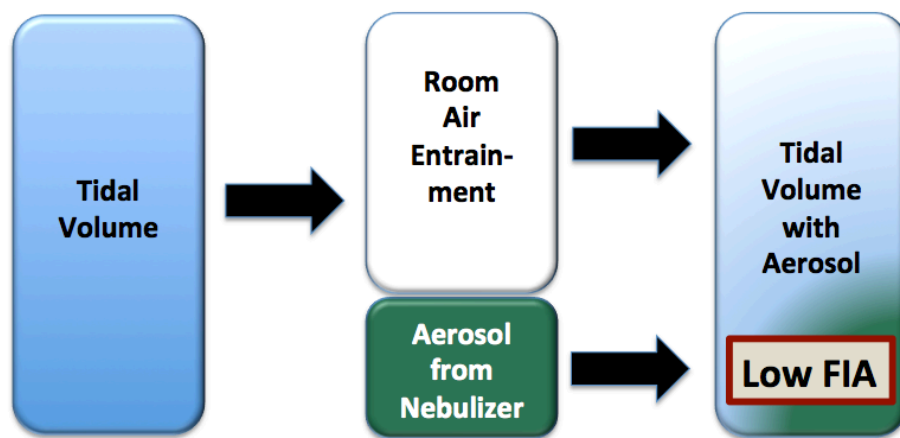 Tidal
Volume
Room
Air
Entrain-
ment
Aerosol
from
Nebulizer
Tidal
Volume
with
Aerosol
Low FIA